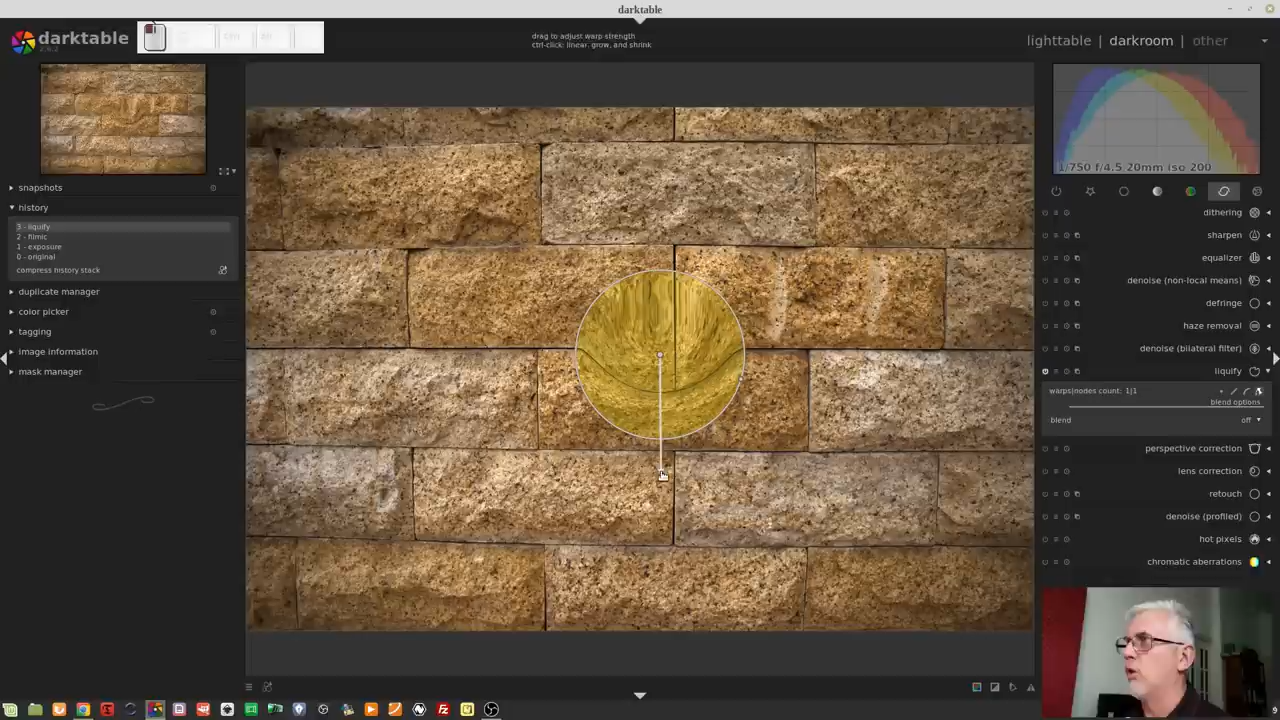 darktable
darktable
drag to adjust warp strength
ctrl-click: linear, grow, and shrink
lighttable | darkroom | other
1/750 f/4.5 20mm iso 200
snapshots
history
3 - liquify
2 - filmic
1 - exposure
0 - original
compress history stack
duplicate manager
color picker
tagging
image information
mask manager
dithering
sharpen
equalizer
denoise (non-local means)
defringe
haze removal
denoise (bilateral filter)
liquify
warps|nodes count: 1|1
blend options
blend off
perspective correction
lens correction
retouch
denoise (profiled)
hot pixels
chromatic aberrations